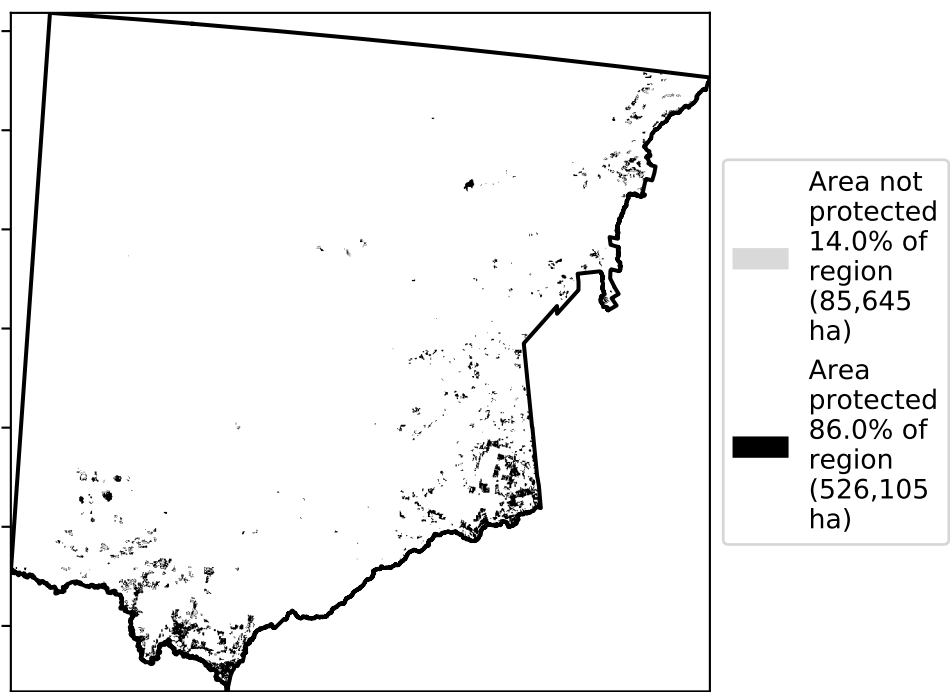 Area not
protected
14.0% of
region
(85,645
ha)
Area
protected
86.0% of
region
(526,105
ha)